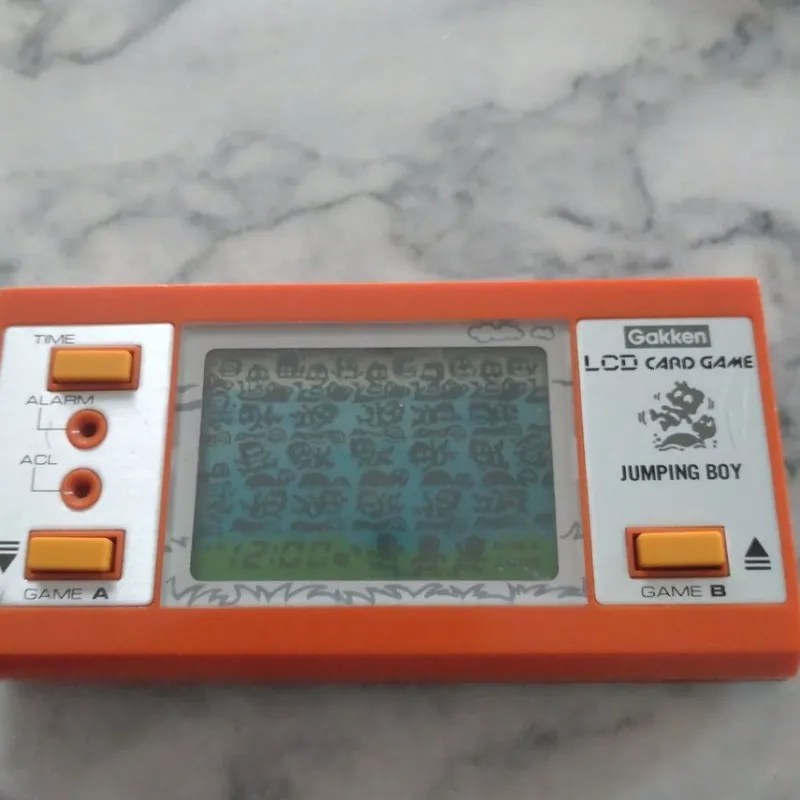 TIME
ALARM
ACL
GAME A
12:00
Gakken
LCD CARD GAME
JUMPING BOY
GAME B